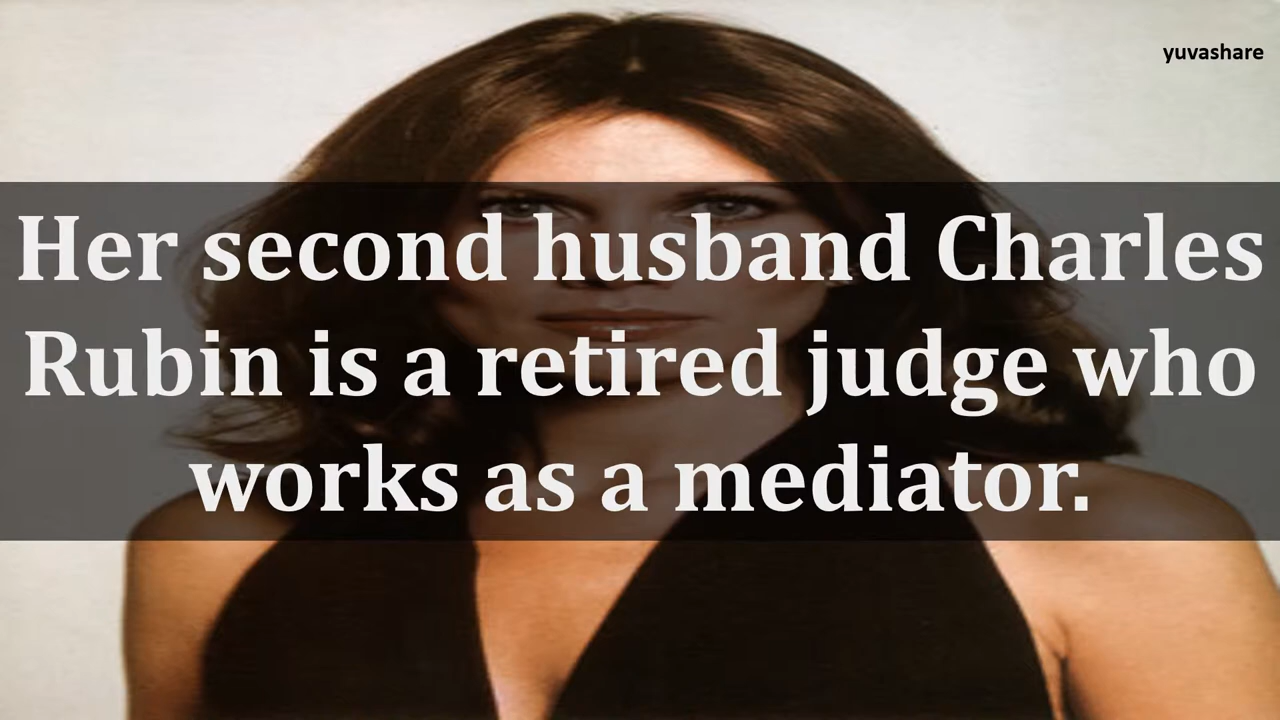 yuvashare
Her second husband Charles
Rubin is a retired judge who
works as a mediator.